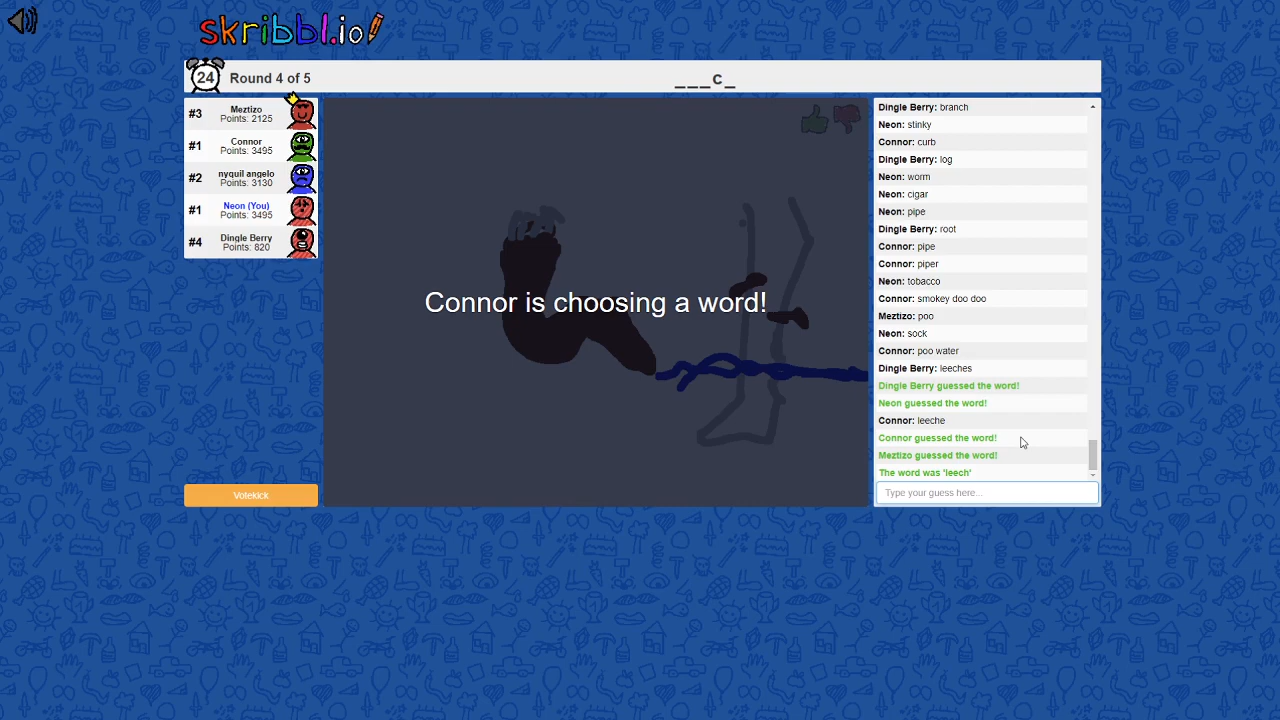 skribbl.io
24
Round 4 of 5
___c_
#3
Meztizo
Points: 2125
#1
Connor
Points: 3495
#2
nyquil angelo
Points: 3130
#1
Neon (You)
Points: 3495
#4
Dingle Berry
Points: 820
Votekick
Connor is choosing a word!
Dingle Berry: branch
Neon: stinky
Connor: curb
Dingle Berry: log
Neon: worm
Neon: cigar
Neon: pipe
Dingle Berry: root
Connor: pipe
Connor: piper
Neon: tobacco
Connor: smokey doo doo
Meztizo: poo
Neon: sock
Connor: poo water
Dingle Berry: leeches
Dingle Berry guessed the word!
Neon guessed the word!
Connor: leeche
Connor guessed the word!
Meztizo guessed the word!
The word was 'leech'
Type your guess here...